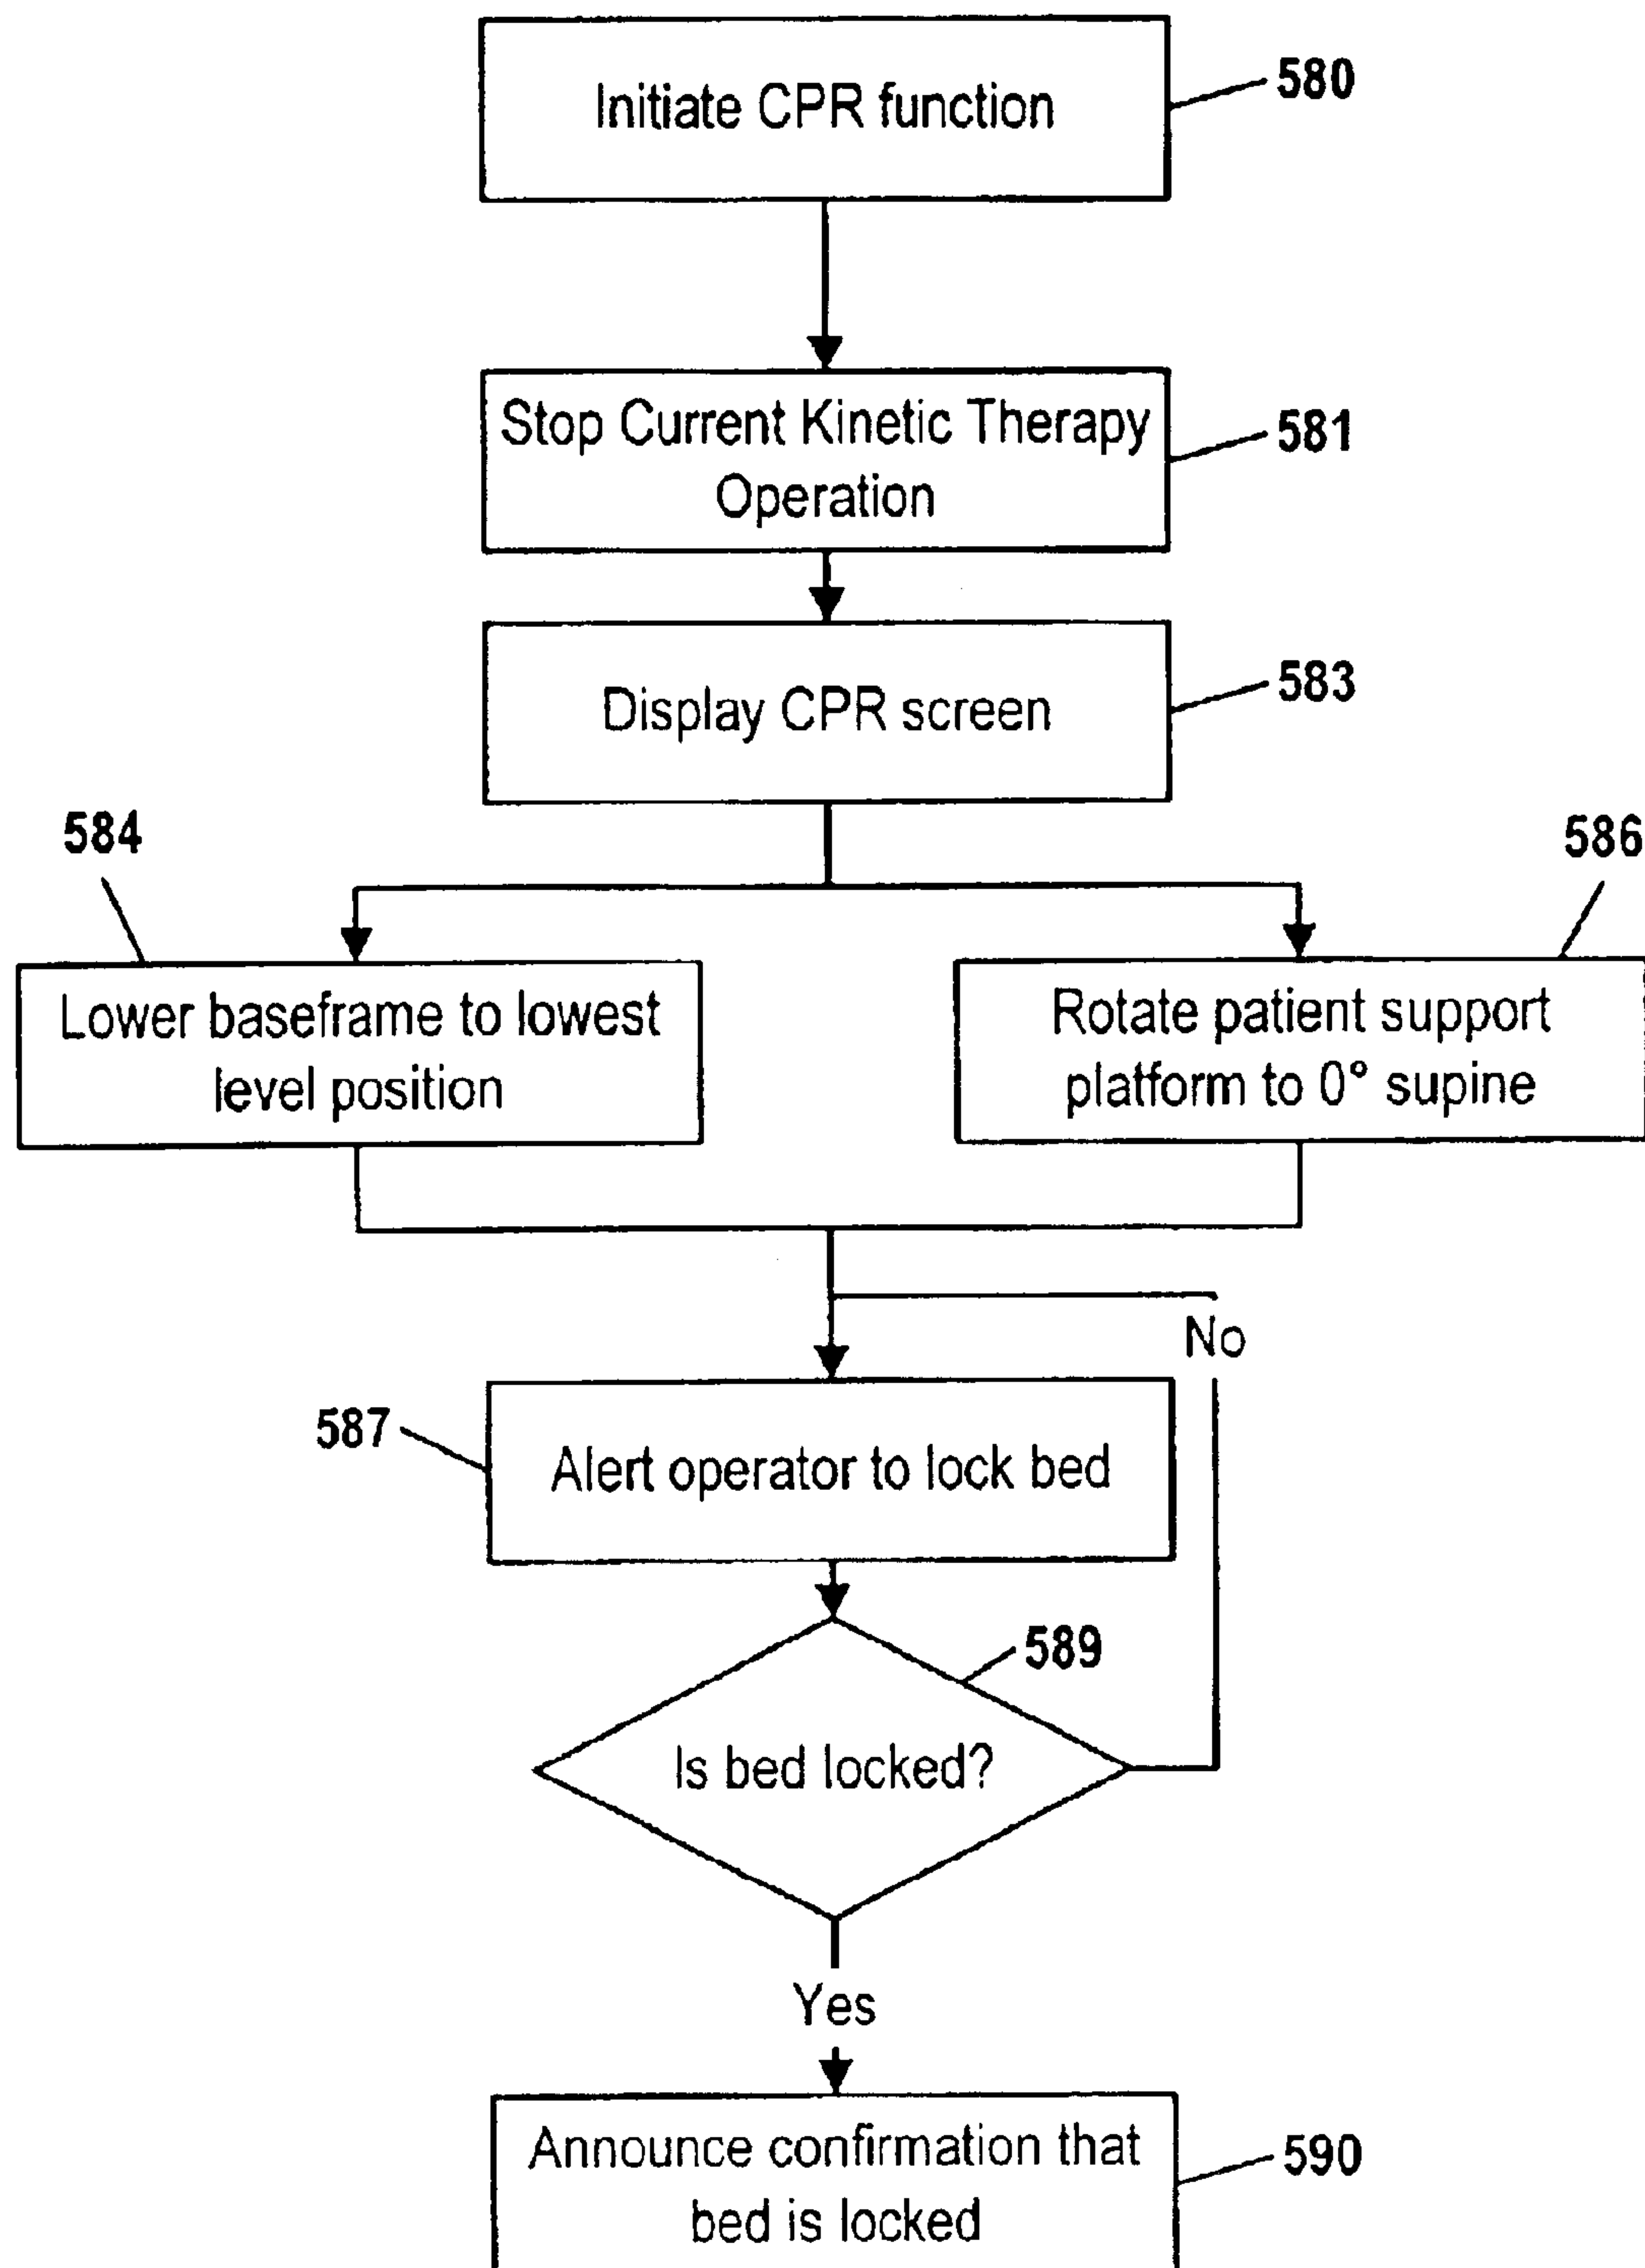 Initiate CPR function
580
Stop Current Kinetic Therapy
Operation
581
Display CPR screen
583
584
586
Lower baseframe to lowest
level position
Rotate patient support
platform to 0° supine
No
587
Alert operator to lock bed
589
Is bed locked?
Yes
Announce confirmation that
bed is locked
590